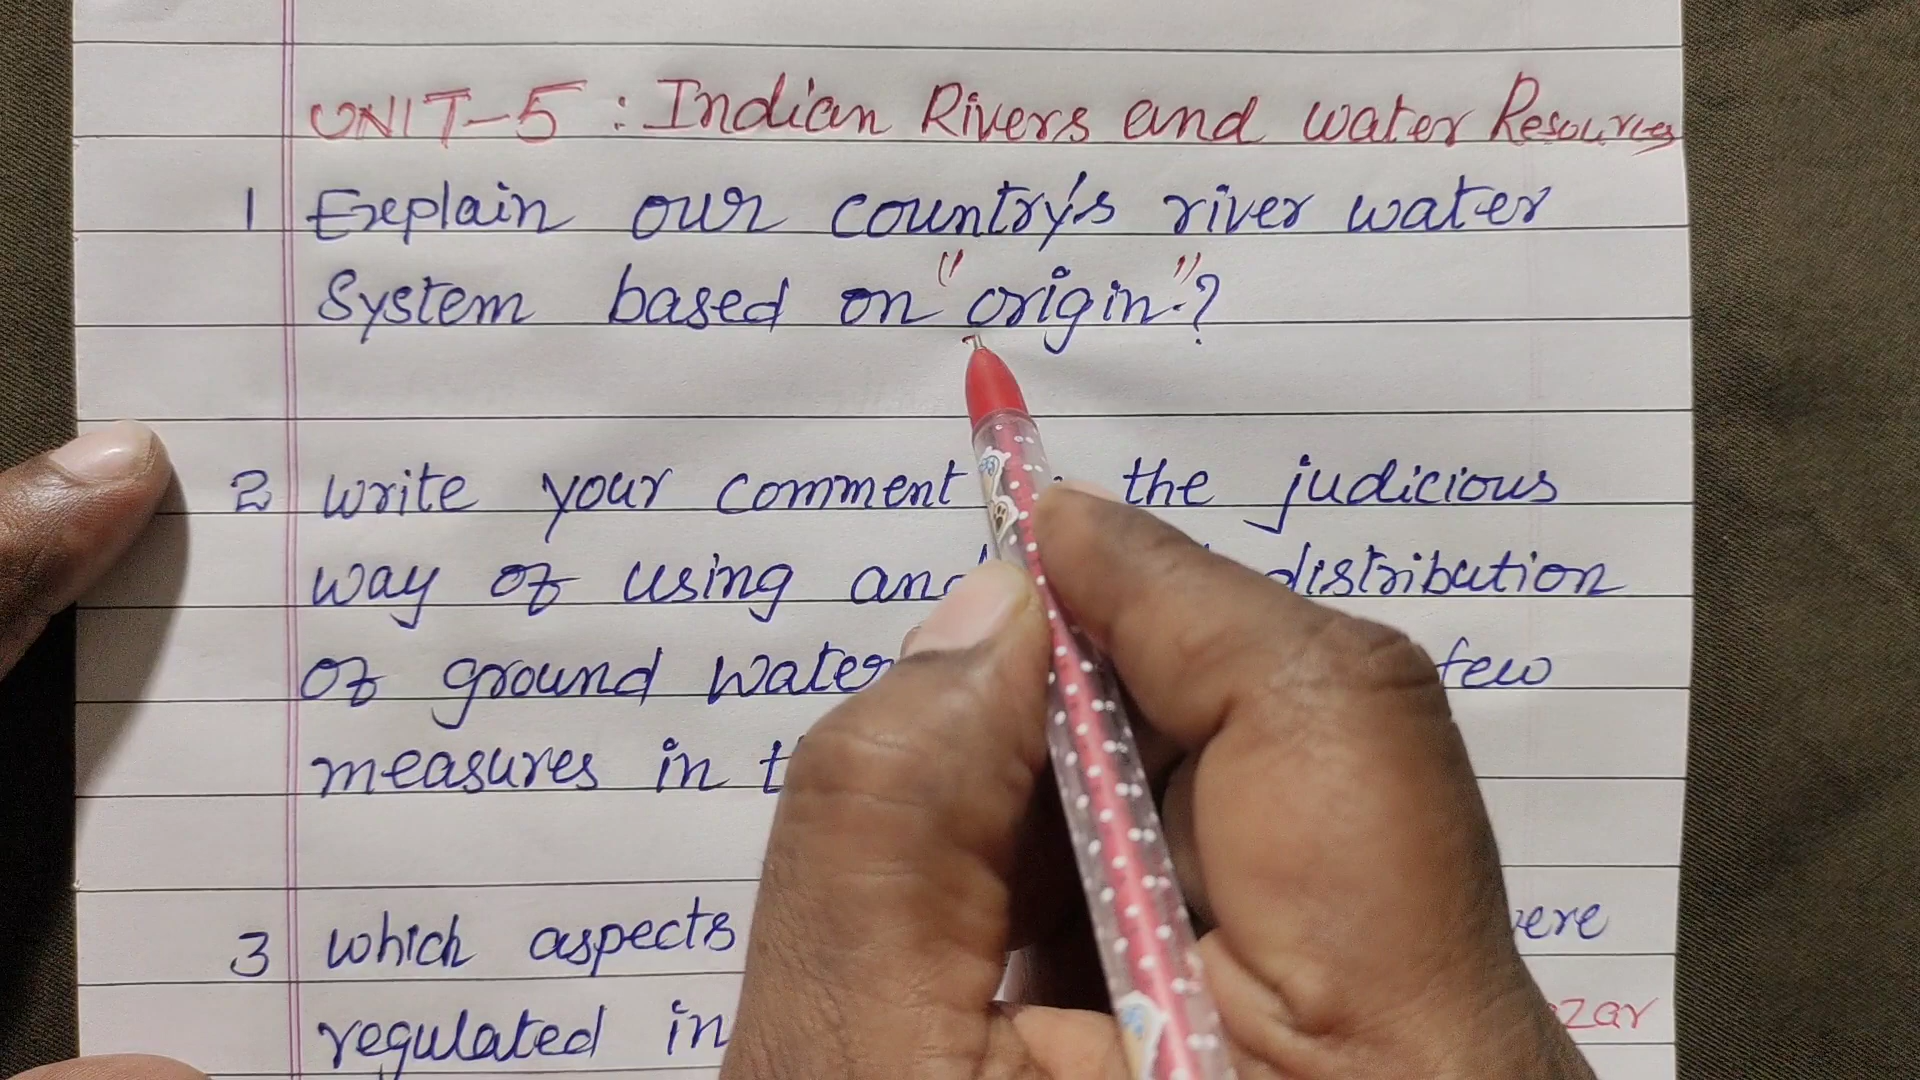 UNIT-5 : Indian Rivers and water Resources
1 Explain our country's river water
System based on "origin"?
2 write your comment the judicious
way of using and distribution
of ground water few
measures in
3 which aspects
regulated in